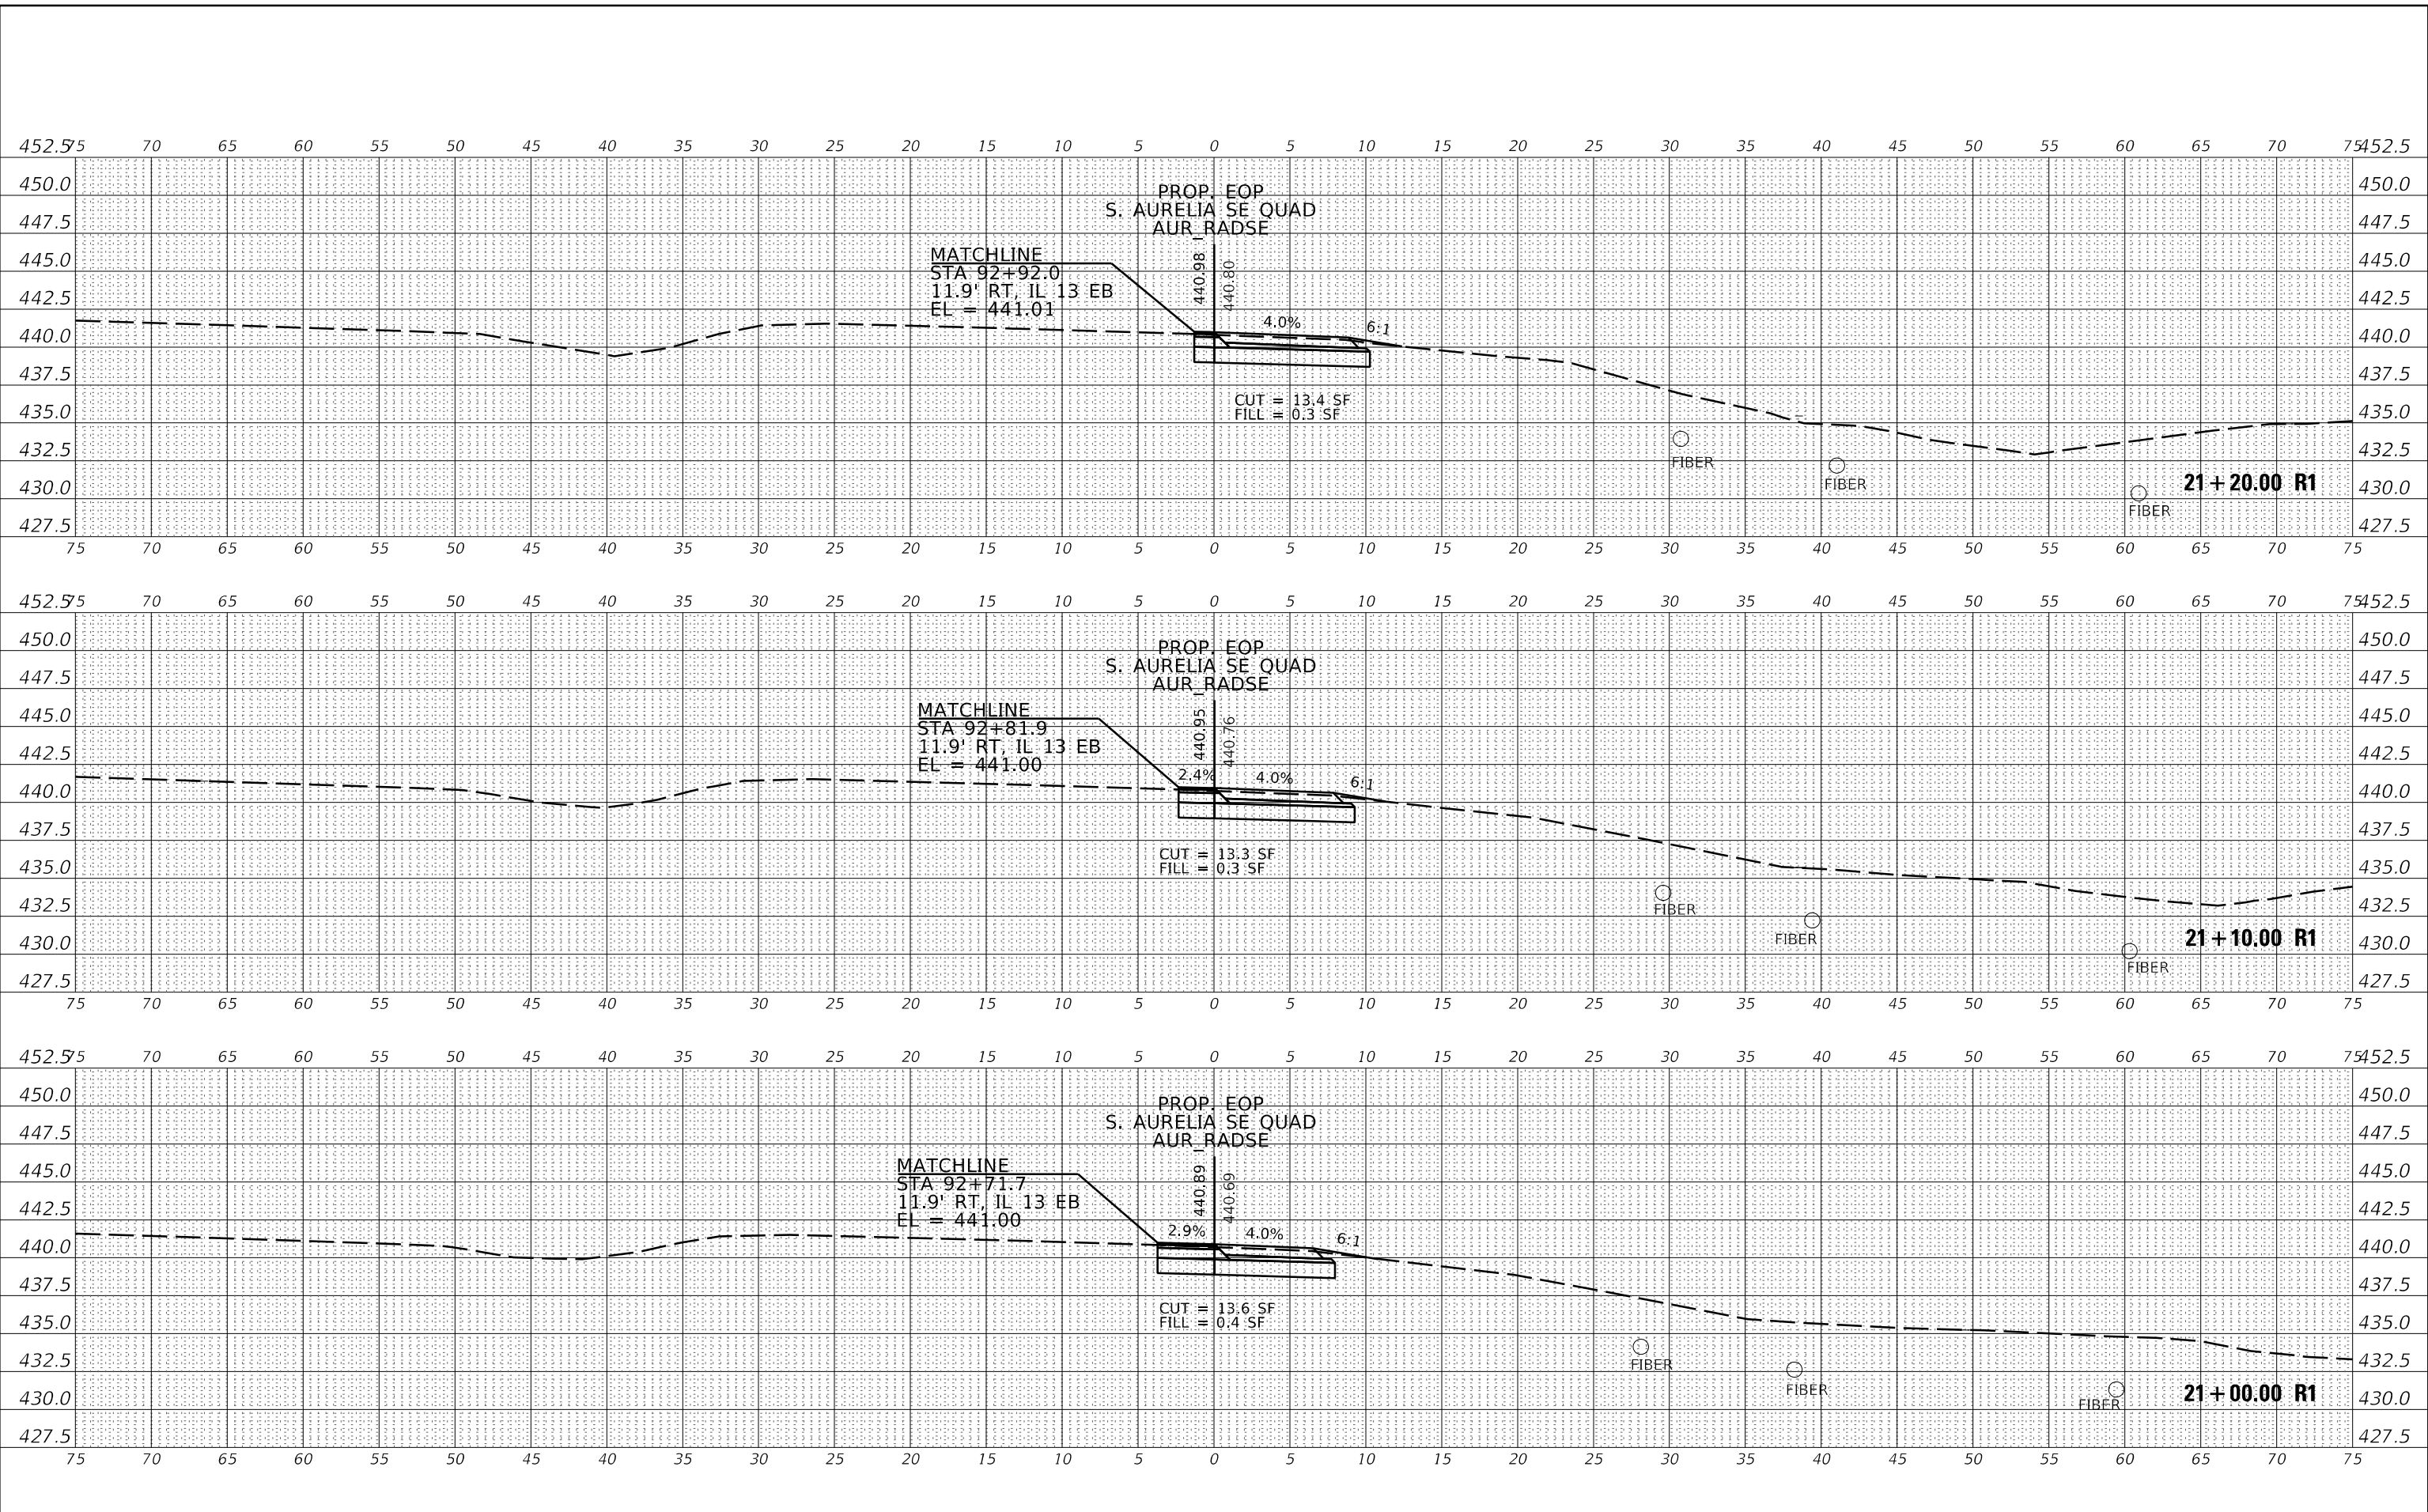 452.5 75 70 65 60 55 50 45 40 35 30 25 20 15 10 5 0 5 10 15 20 25 30 35 40 45 50 55 60 65 70 75 452.5
450.0 450.0
PROP. EOP
S. AURELIA SE QUAD
AUR_RADSE
447.5 447.5
MATCHLINE
STA 92+92.0
11.9' RT, IL 13 EB
EL = 441.01
440.98
440.80
445.0 445.0
442.5 442.5
4.0% 6:1
440.0 440.0
437.5 437.5
CUT = 13.4 SF
FILL = 0.3 SF
435.0 435.0
432.5 432.5
FIBER
FIBER
FIBER
21+20.00 R1
430.0 430.0
427.5 427.5
75 70 65 60 55 50 45 40 35 30 25 20 15 10 5 0 5 10 15 20 25 30 35 40 45 50 55 60 65 70 75
452.5 75 70 65 60 55 50 45 40 35 30 25 20 15 10 5 0 5 10 15 20 25 30 35 40 45 50 55 60 65 70 75 452.5
450.0 450.0
PROP. EOP
S. AURELIA SE QUAD
AUR_RADSE
447.5 447.5
MATCHLINE
STA 92+81.9
11.9' RT, IL 13 EB
EL = 441.00
440.95
440.76
445.0 445.0
442.5 442.5
2.4% 4.0% 6:1
440.0 440.0
437.5 437.5
CUT = 13.3 SF
FILL = 0.3 SF
435.0 435.0
432.5 432.5
FIBER
FIBER
FIBER
21+10.00 R1
430.0 430.0
427.5 427.5
75 70 65 60 55 50 45 40 35 30 25 20 15 10 5 0 5 10 15 20 25 30 35 40 45 50 55 60 65 70 75
452.5 75 70 65 60 55 50 45 40 35 30 25 20 15 10 5 0 5 10 15 20 25 30 35 40 45 50 55 60 65 70 75 452.5
450.0 450.0
PROP. EOP
S. AURELIA SE QUAD
AUR_RADSE
447.5 447.5
MATCHLINE
STA 92+71.7
11.9' RT, IL 13 EB
EL = 441.00
440.89
440.69
445.0 445.0
442.5 442.5
2.9% 4.0% 6:1
440.0 440.0
437.5 437.5
CUT = 13.6 SF
FILL = 0.4 SF
435.0 435.0
432.5 432.5
FIBER
FIBER
FIBER
21+00.00 R1
430.0 430.0
427.5 427.5
75 70 65 60 55 50 45 40 35 30 25 20 15 10 5 0 5 10 15 20 25 30 35 40 45 50 55 60 65 70 75